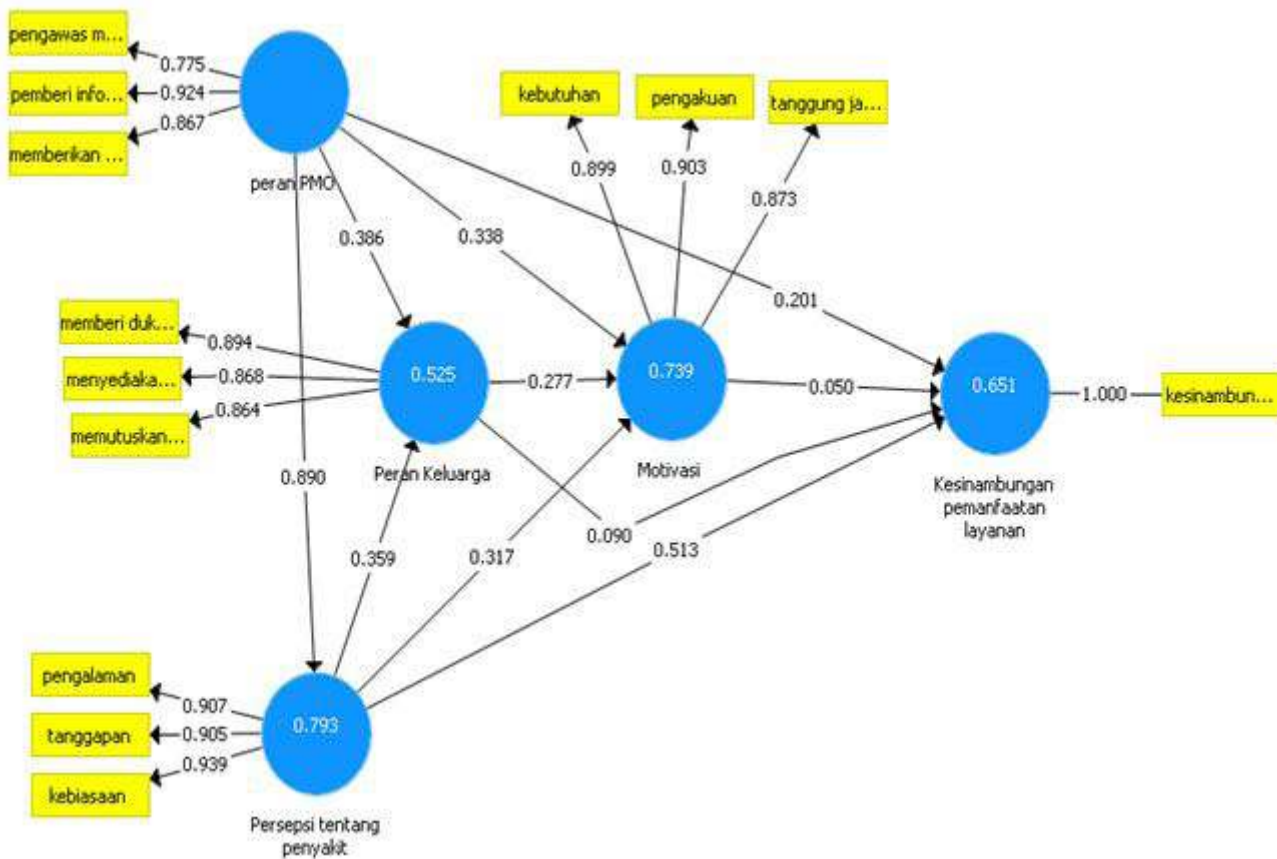 pengawas m...
pemberi info...
memberikan ...
0.775
0.924
0.867
peran PMO
kebutuhan
pengakuan
tanggung ja...
0.899
0.903
0.873
0.386
0.338
0.201
memberi duk...
menyediaka...
memutuskan...
0.894
0.868
0.864
0.525
Peran Keluarga
0.277
0.739
Motivasi
0.050
0.651
Kesinambungan
pemanfaatan
layanan
1.000
kesinambun...
0.890
0.359
0.317
0.090
0.513
pengalaman
tanggapan
kebiasaan
0.907
0.905
0.939
0.793
Persepsi tentang
penyakit